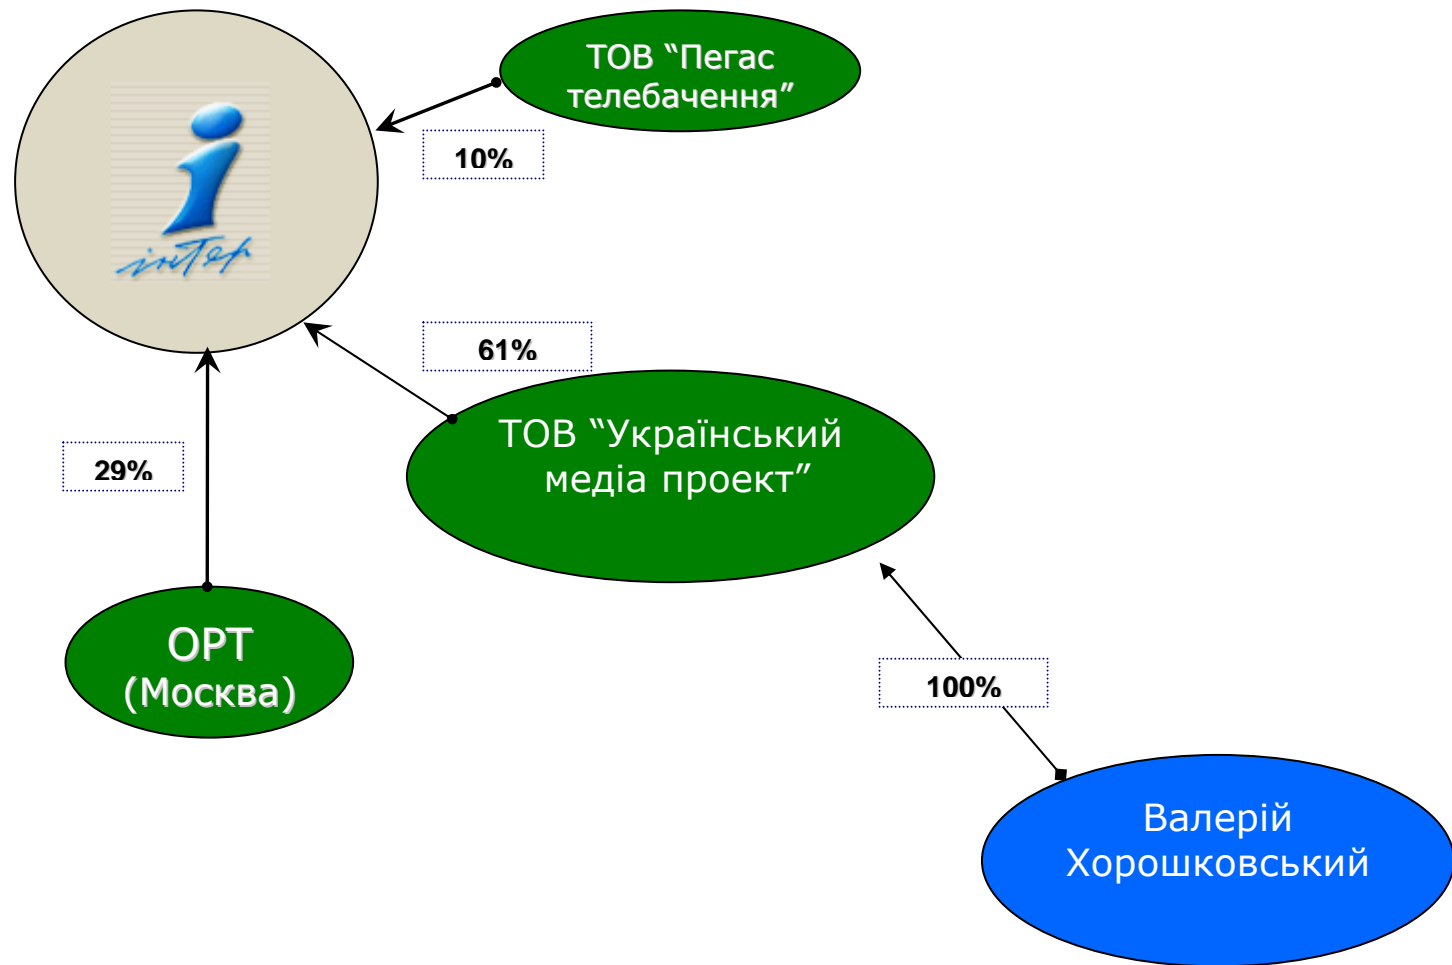 ТОВ “Пегас
телебачення”
10%
інтер
61%
ТОВ “Український
медіа проект”
29%
ОРТ
(Москва)
100%
Валерій
Хорошковський